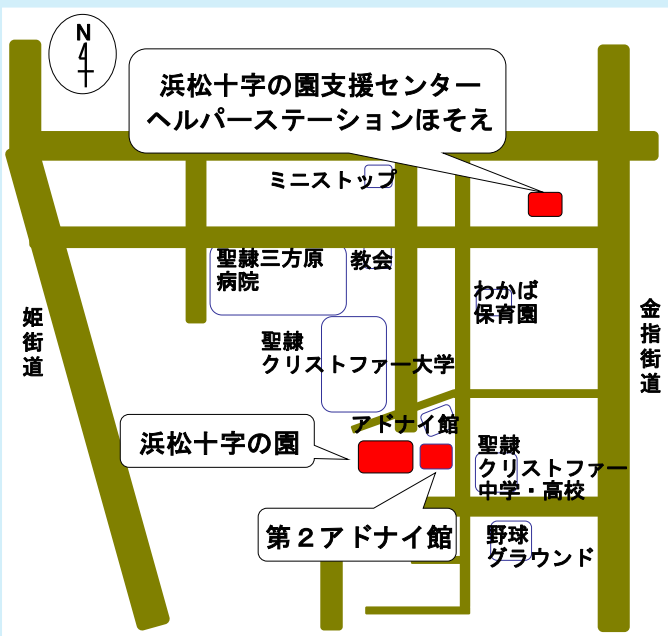 N
浜松十字の園支援センター
ヘルパーステーションほそえ
ミニストップ
聖隷三方原
病院
教会
わかば
保育園
姫街道
金指街道
聖隷
クリストファー大学
アドナイ館
浜松十字の園
聖隷
クリストファー
中学・高校
第２アドナイ館
野球
グラウンド